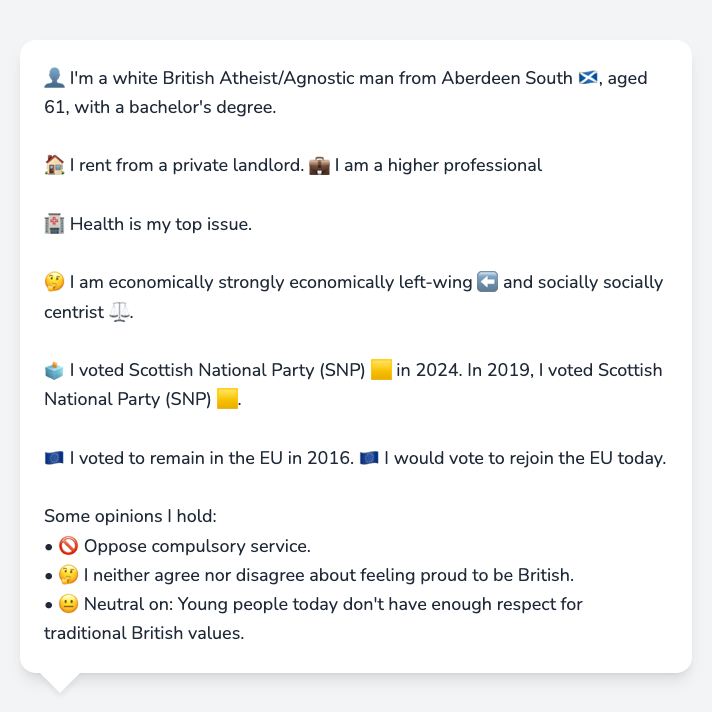 👤 I'm a white British Atheist/Agnostic man from Aberdeen South 🏴󠁧󠁢󠁳󠁣󠁴󠁿, aged
61, with a bachelor's degree.
🏠 I rent from a private landlord. 💼 I am a higher professional
🏥 Health is my top issue.
🤔 I am economically strongly economically left-wing ⬅️ and socially socially
centrist ⚖️.
🗳️ I voted Scottish National Party (SNP) 🟨 in 2024. In 2019, I voted Scottish
National Party (SNP) 🟨.
🇪🇺 I voted to remain in the EU in 2016. 🇪🇺 I would vote to rejoin the EU today.
Some opinions I hold:
• 🚫 Oppose compulsory service.
• 🤔 I neither agree nor disagree about feeling proud to be British.
• 😐 Neutral on: Young people today don't have enough respect for
traditional British values.